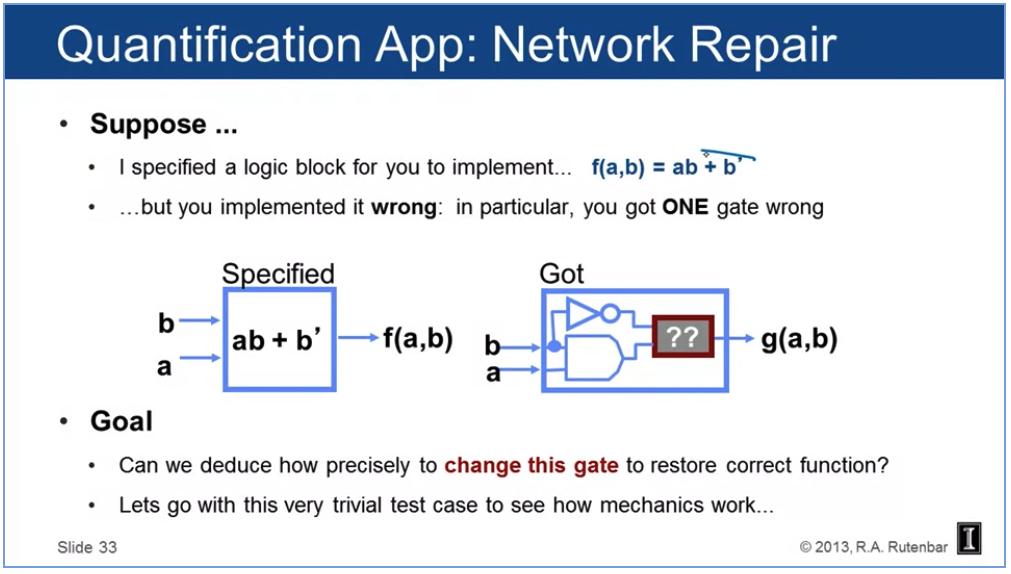 Quantification App: Network Repair
• Suppose ...
• I specified a logic block for you to implement... f(a,b) = ab + b’
• …but you implemented it wrong: in particular, you got ONE gate wrong
Specified
Got
b
a
ab + b’
f(a,b)
b
a
??
g(a,b)
• Goal
• Can we deduce how precisely to change this gate to restore correct function?
• Lets go with this very trivial test case to see how mechanics work...
Slide 33
© 2013, R.A. Rutenbar
I